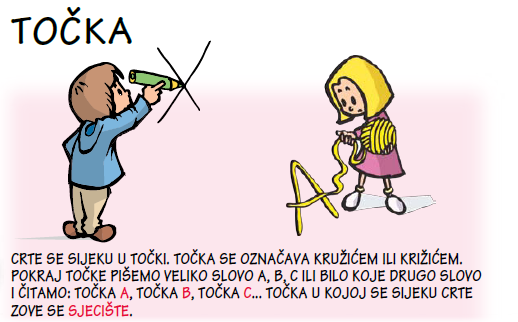 TOČKA
A
CRTE SE SIJEKU U TOČKI. TOČKA SE OZNAČAVA KRUŽIĆEM ILI KRIŽIĆEM.
POKRAJ TOČKE PIŠEMO VELIKO SLOVO A, B, C ILI BILO KOJE DRUGO SLOVO
I ČITAMO: TOČKA A, TOČKA B, TOČKA C... TOČKA U KOJOJ SE SIJEKU CRTE
ZOVE SE SJECIŠTE.